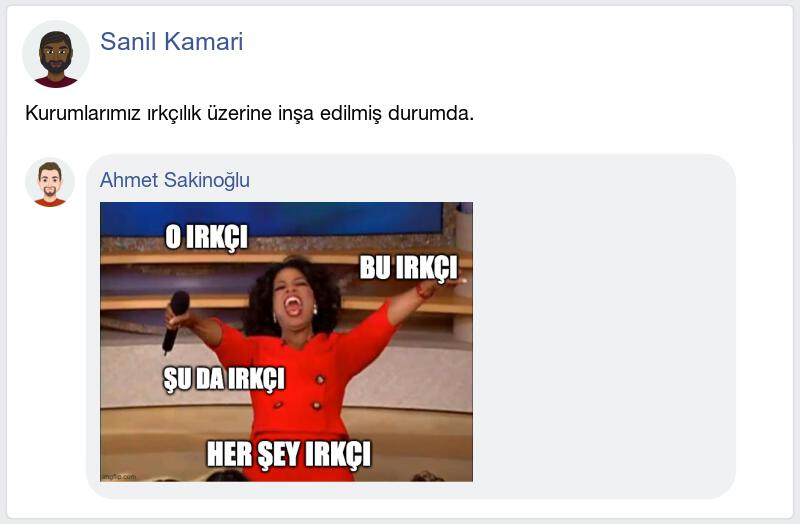 Sanil Kamari
Kurumlarımız ırkçılık üzerine inşa edilmiş durumda.
Ahmet Sakinoğlu
O IRKÇI
BU IRKÇI
ŞU DA IRKÇI
HER ŞEY IRKÇI
imgflip.com